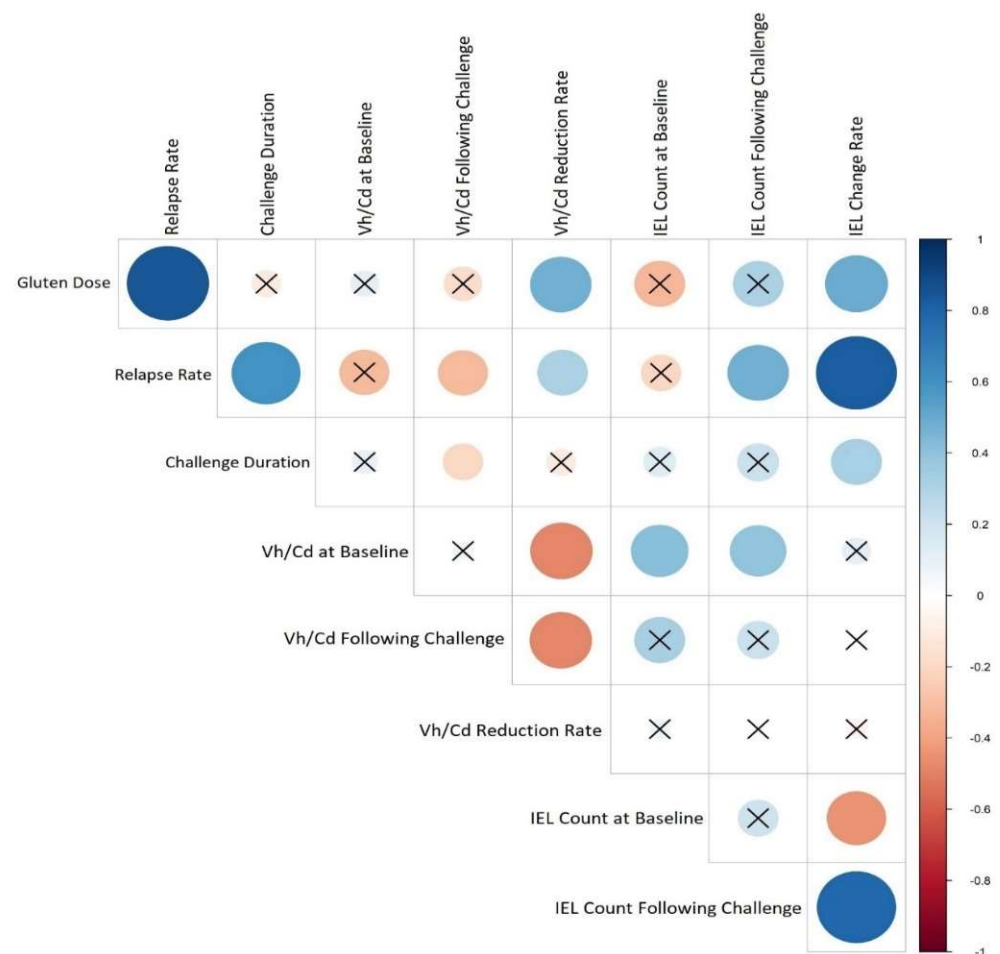 Relapse Rate
Challenge Duration
Vh/Cd at Baseline
Vh/Cd Following Challenge
Vh/Cd Reduction Rate
IEL Count at Baseline
IEL Count Following Challenge
IEL Change Rate
Gluten Dose
Relapse Rate
Challenge Duration
Vh/Cd at Baseline
Vh/Cd Following Challenge
Vh/Cd Reduction Rate
IEL Count at Baseline
IEL Count Following Challenge
1
0.8
0.6
0.4
0.2
0
-0.2
-0.4
-0.6
-0.8
-1